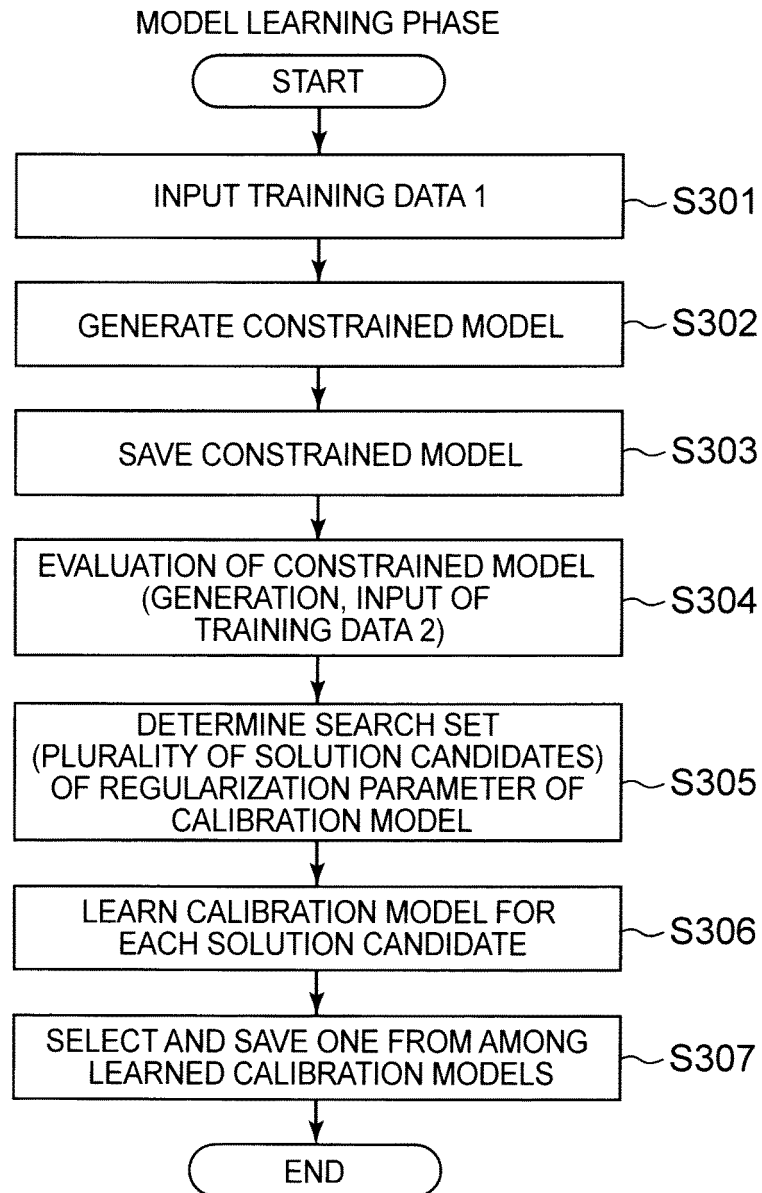 MODEL LEARNING PHASE
START
INPUT TRAINING DATA 1
S301
GENERATE CONSTRAINED MODEL
S302
SAVE CONSTRAINED MODEL
S303
EVALUATION OF CONSTRAINED MODEL
(GENERATION, INPUT OF
TRAINING DATA 2)
S304
DETERMINE SEARCH SET
(PLURALITY OF SOLUTION CANDIDATES)
OF REGULARIZATION PARAMETER OF
CALIBRATION MODEL
S305
LEARN CALIBRATION MODEL FOR
EACH SOLUTION CANDIDATE
S306
SELECT AND SAVE ONE FROM AMONG
LEARNED CALIBRATION MODELS
S307
END